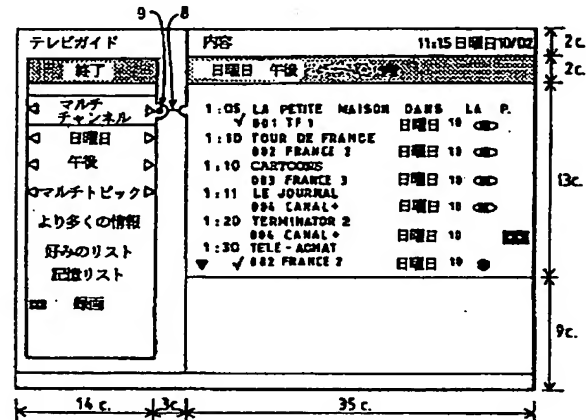 9 8
テレビガイド 内容 11:15 日曜日10/02
終了 日曜日 午後
マルチ
チャンネル
日曜日
午後
マルチトピック
より多くの情報
好みのリスト
記憶リスト
録画
1:05 LA PETITE MAISON DANS LA P.
✓ 001 TF 1 日曜日 10
1:10 TOUR DE FRANCE
002 FRANCE 2 日曜日 10
1:10 CARTOONS
003 FRANCE 3 日曜日 10
1:11 LE JOURNAL
004 CANAL+ 日曜日 10
1:20 TERMINATOR 2
004 CANAL+ 日曜日 10
1:30 TELE-ACHAT
✓ 002 FRANCE 2 日曜日 10
2c.
2c.
13c.
9c.
14 c. 3c. 35 c.